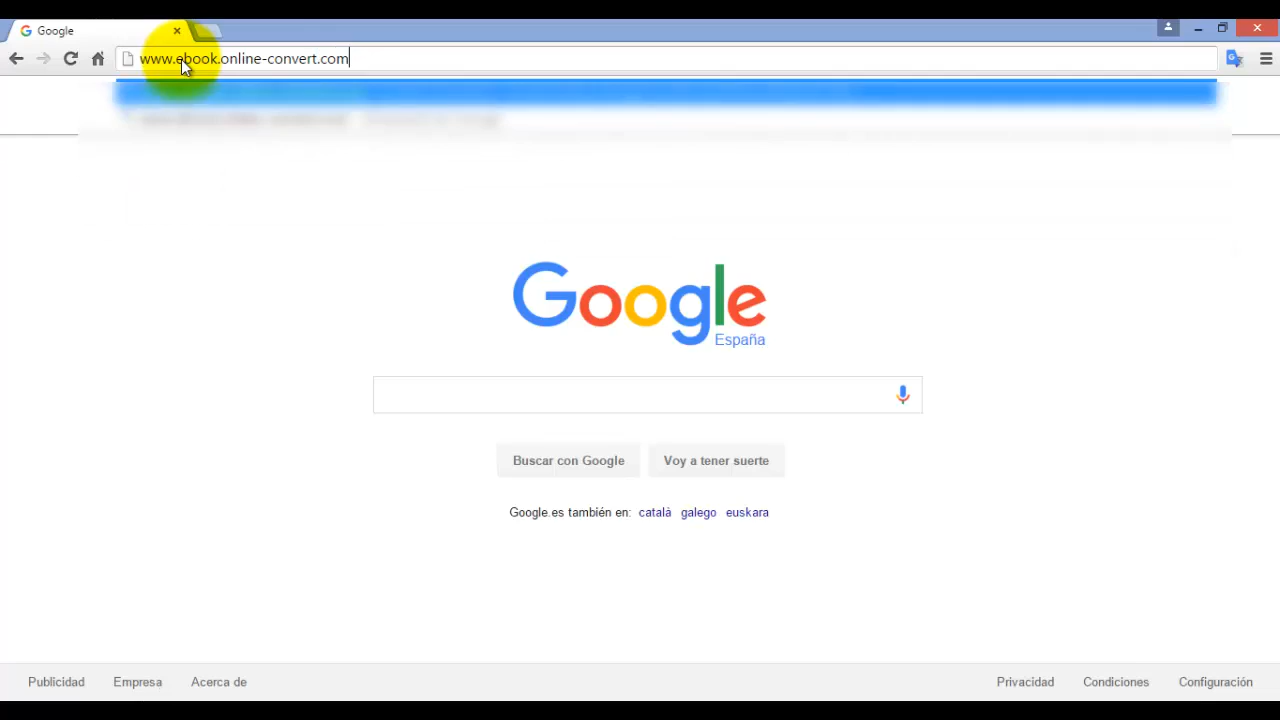 Google
www.ebook.online-convert.com
Google
España
Buscar con Google Voy a tener suerte
Google.es también en: català galego euskara
Publicidad Empresa Acerca de Privacidad Condiciones Configuración